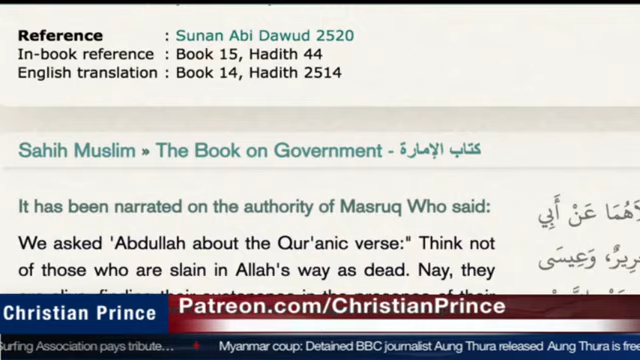 Reference : Sunan Abi Dawud 2520
In-book reference : Book 15, Hadith 44
English translation : Book 14, Hadith 2514
Sahih Muslim » The Book on Government - كتاب الإمارة
It has been narrated on the authority of Masruq Who said:
We asked 'Abdullah about the Qur'anic verse:" Think not
of those who are slain in Allah's way as dead. Nay, they
عَنْ أَبِي
وَعِيسَى
Christian Prince
Patreon.com/ChristianPrince
Surfing Association pays tribute... Myanmar coup: Detained BBC journalist Aung Thura released Aung Thura is free